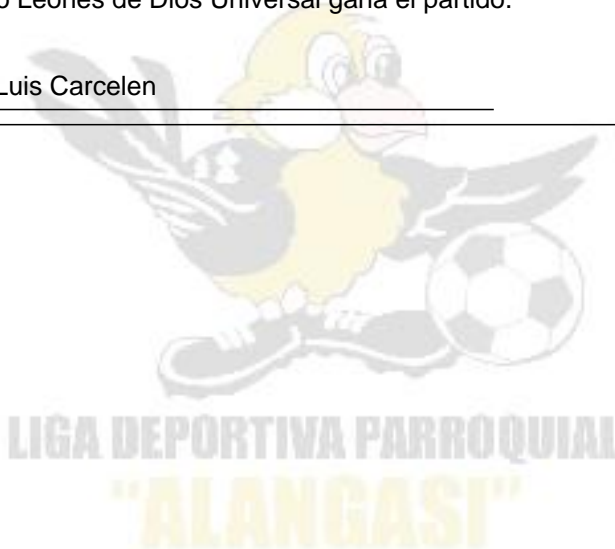 Leones de Dios Universal gana el partido.
Luis Carcelen
LIGA DEPORTIVA PARROQUIAL
"ALANGASI"